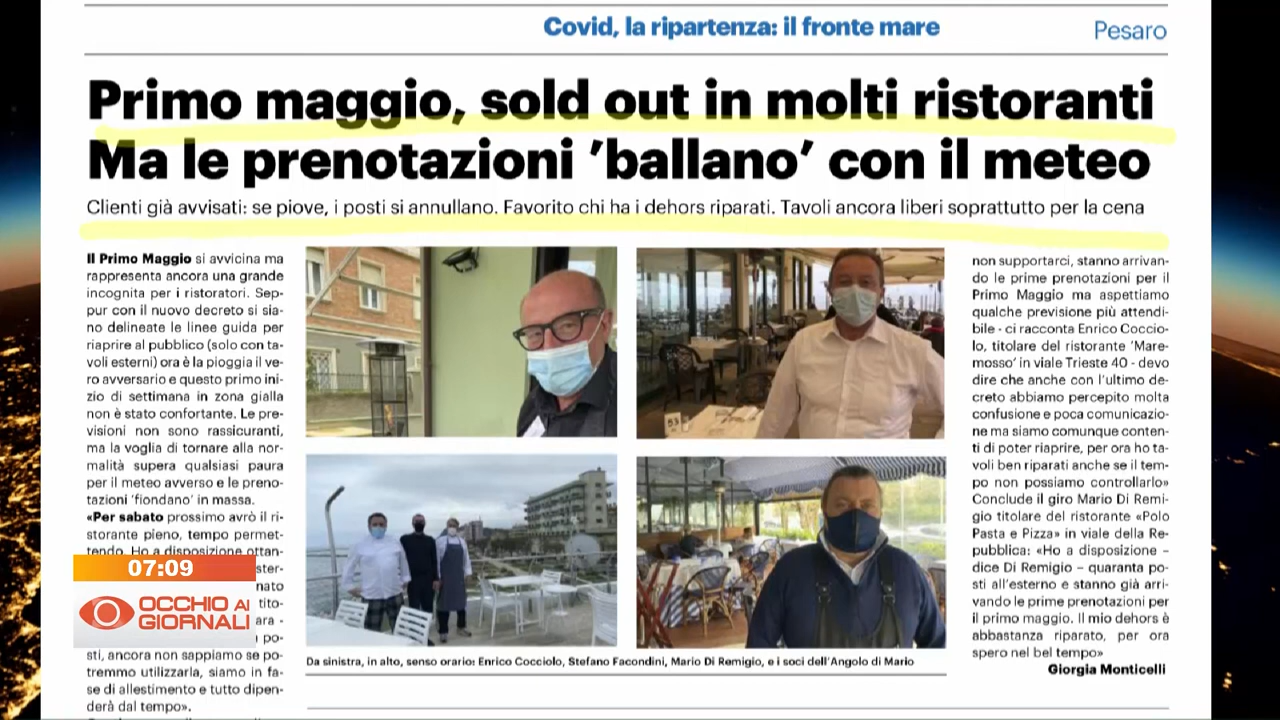 Covid, la ripartenza: il fronte mare
Pesaro
Primo maggio, sold out in molti ristoranti
Ma le prenotazioni 'ballano' con il meteo
Clienti già avvisati: se piove, i posti si annullano. Favorito chi ha i dehors riparati. Tavoli ancora liberi soprattutto per la cena
Il Primo Maggio si avvicina ma
rappresenta ancora una grande
incognita per i ristoratori. Sep-
pur con il nuovo decreto si sia-
no delineate le linee guida per
riaprire al pubblico (solo con ta-
voli esterni) ora è la pioggia il ve-
ro avversario e questo primo ini-
zio di settimana in zona gialla
non è stato confortante. Le pre-
visioni non sono rassicuranti,
ma la voglia di tornare alla nor-
malità supera qualsiasi paura
per il meteo avverso e le preno-
tazioni 'fiondano' in massa.
«Per sabato prossimo avrò il ri-
storante pieno, tempo permet-
tendo. Ho a disposizione ottan-
ster-
nato
tito-
ara -
a po-
sti, ancora non sappiamo se po-
tremmo utilizzarla, siamo in fa-
se di allestimento e tutto dipen-
derà dal tempo».
07:09
OCCHIO AI
GIORNALI
53
Da sinistra, in alto, senso orario: Enrico Cocciolo, Stefano Facondini, Mario Di Remigio, e i soci dell'Angolo di Mario
non supportarci, stanno arrivan-
do le prime prenotazioni per il
Primo Maggio ma aspettiamo
qualche previsione più attendi-
bile - ci racconta Enrico Coccio-
lo, titolare del ristorante 'Mare-
mosso' in viale Trieste 40 - devo
dire che anche con l'ultimo de-
creto abbiamo percepito molta
confusione e poca comunicazio-
ne ma siamo comunque conten-
ti di poter riaprire, per ora ho ta-
voli ben riparati anche se il tem-
po non possiamo controllarlo»
Conclude il giro Mario Di Remi-
gio titolare del ristorante «Polo
Pasta e Pizza» in viale della Re-
pubblica: «Ho a disposizione –
dice Di Remigio – quaranta po-
sti all'esterno e stanno già arri-
vando le prime prenotazioni per
il primo maggio. Il mio dehors è
abbastanza riparato, per ora
spero nel bel tempo»
Giorgia Monticelli